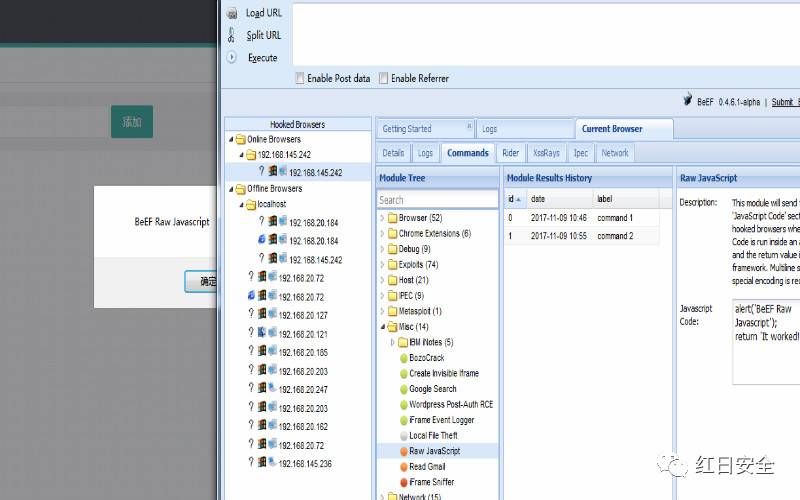 Load URL
Split URL
Execute
Enable Post data
Enable Referrer
BeEF 0.4.6.1-alpha | Submit
添加
BeEF Raw Javascript
确定
Hooked Browsers
Online Browsers
192.168.145.242
192.168.145.242
Offline Browsers
localhost
192.168.20.184
192.168.20.184
192.168.145.242
192.168.20.72
192.168.20.72
192.168.20.127
192.168.20.121
192.168.20.185
192.168.20.203
192.168.20.247
192.168.20.203
192.168.20.162
192.168.20.72
192.168.145.236
Getting Started
Logs
Current Browser
Details
Logs
Commands
Rider
XssRays
Ipec
Network
Module Tree
Search
Browser (52)
Chrome Extensions (6)
Debug (9)
Exploits (74)
Host (21)
IPEC (9)
Metasploit (1)
Misc (14)
IBM iNotes (5)
BozoCrack
Create Invisible Iframe
Google Search
Wordpress Post-Auth RCE
iFrame Event Logger
Local File Theft
Raw JavaScript
Read Gmail
iFrame Sniffer
Network (15)
Module Results History
id date label
0 2017-11-09 10:46 command 1
1 2017-11-09 10:55 command 2
Raw JavaScript
Description:
This module will send
'JavaScript Code' sect
hooked browsers whe
Code is run inside an a
and the return value i
framework. Multiline s
special encoding is re
Javascript
Code:
alert('BeEF Raw
Javascript');
return 'It worked!
红日安全